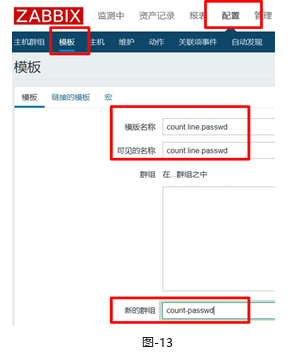 ZABBIX 监测中 资产记录 报表 配置 管理
主机群组 模板 主机 维护 动作 关联项事件 自动发现
模板
模板 链接的模板 宏
模版名称 count.line.passwd
可见的名称 count.line.passwd
群组 在...群组之中
新的群组 count-passwd
图-13